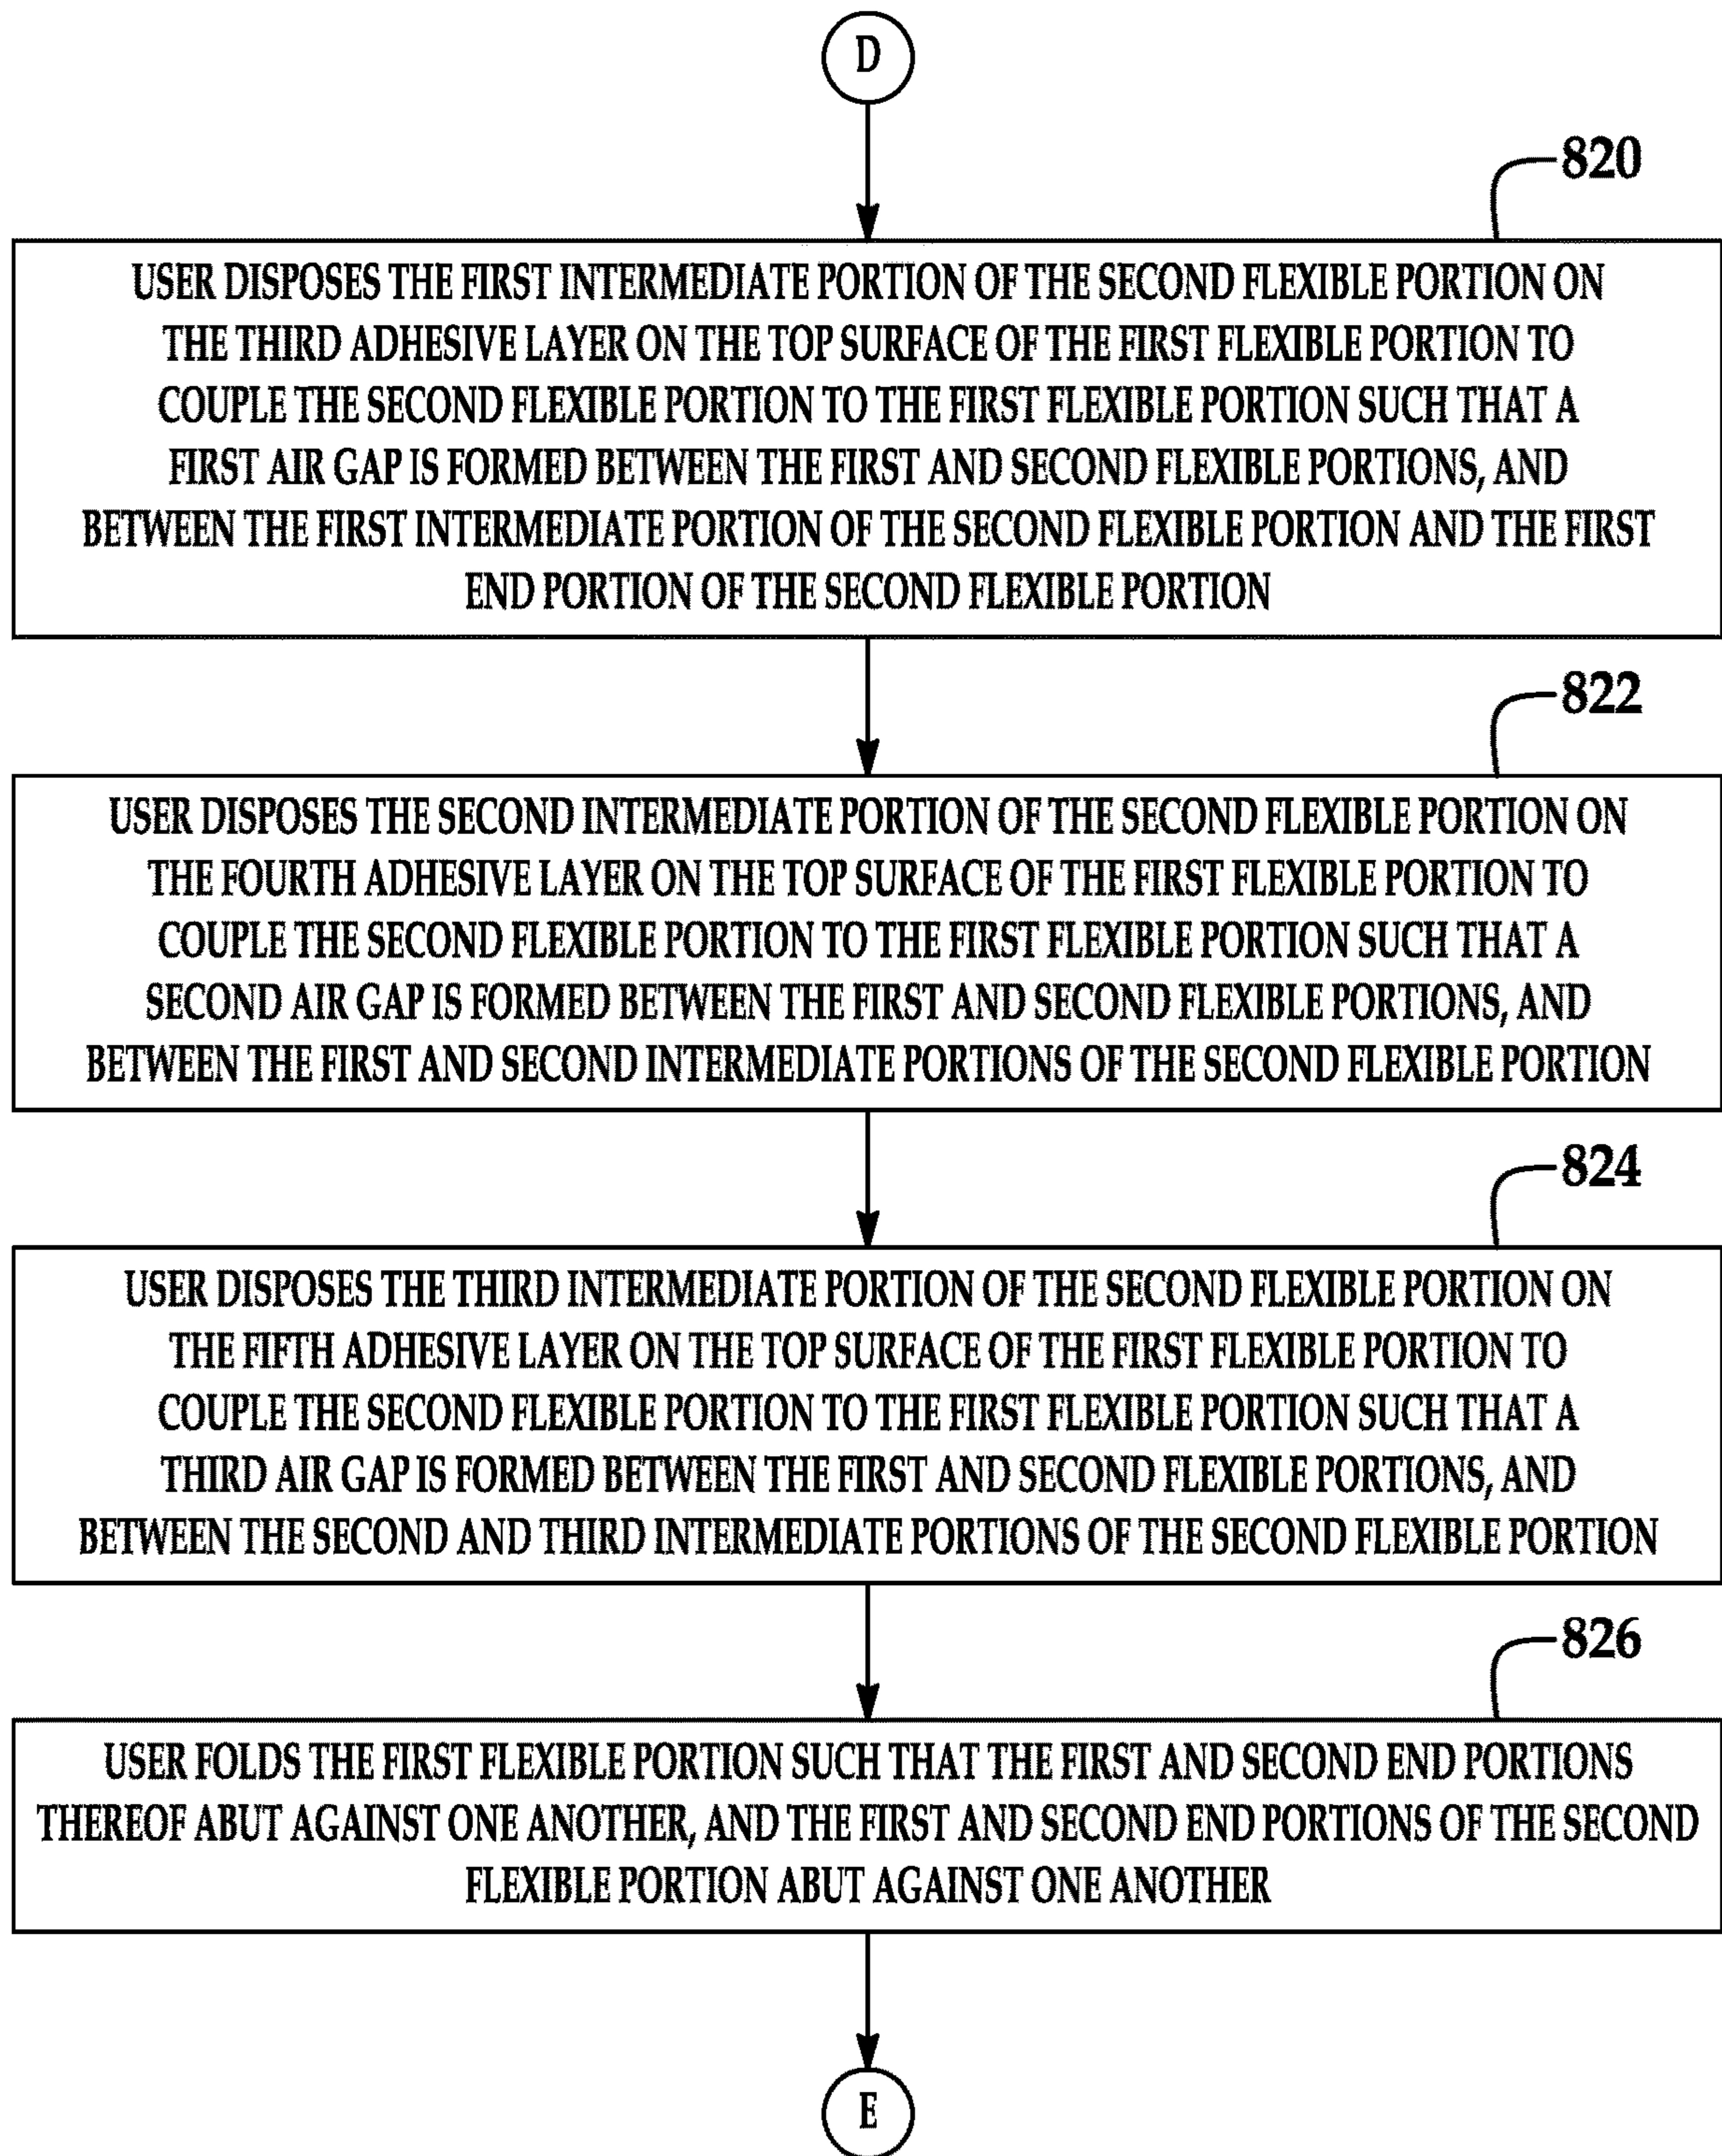 D
820
USER DISPOSES THE FIRST INTERMEDIATE PORTION OF THE SECOND FLEXIBLE PORTION ON
THE THIRD ADHESIVE LAYER ON THE TOP SURFACE OF THE FIRST FLEXIBLE PORTION TO
COUPLE THE SECOND FLEXIBLE PORTION TO THE FIRST FLEXIBLE PORTION SUCH THAT A
FIRST AIR GAP IS FORMED BETWEEN THE FIRST AND SECOND FLEXIBLE PORTIONS, AND
BETWEEN THE FIRST INTERMEDIATE PORTION OF THE SECOND FLEXIBLE PORTION AND THE FIRST
END PORTION OF THE SECOND FLEXIBLE PORTION
822
USER DISPOSES THE SECOND INTERMEDIATE PORTION OF THE SECOND FLEXIBLE PORTION ON
THE FOURTH ADHESIVE LAYER ON THE TOP SURFACE OF THE FIRST FLEXIBLE PORTION TO
COUPLE THE SECOND FLEXIBLE PORTION TO THE FIRST FLEXIBLE PORTION SUCH THAT A
SECOND AIR GAP IS FORMED BETWEEN THE FIRST AND SECOND FLEXIBLE PORTIONS, AND
BETWEEN THE FIRST AND SECOND INTERMEDIATE PORTIONS OF THE SECOND FLEXIBLE PORTION
824
USER DISPOSES THE THIRD INTERMEDIATE PORTION OF THE SECOND FLEXIBLE PORTION ON
THE FIFTH ADHESIVE LAYER ON THE TOP SURFACE OF THE FIRST FLEXIBLE PORTION TO
COUPLE THE SECOND FLEXIBLE PORTION TO THE FIRST FLEXIBLE PORTION SUCH THAT A
THIRD AIR GAP IS FORMED BETWEEN THE FIRST AND SECOND FLEXIBLE PORTIONS, AND
BETWEEN THE SECOND AND THIRD INTERMEDIATE PORTIONS OF THE SECOND FLEXIBLE PORTION
826
USER FOLDS THE FIRST FLEXIBLE PORTION SUCH THAT THE FIRST AND SECOND END PORTIONS
THEREOF ABUT AGAINST ONE ANOTHER, AND THE FIRST AND SECOND END PORTIONS OF THE SECOND
FLEXIBLE PORTION ABUT AGAINST ONE ANOTHER
E